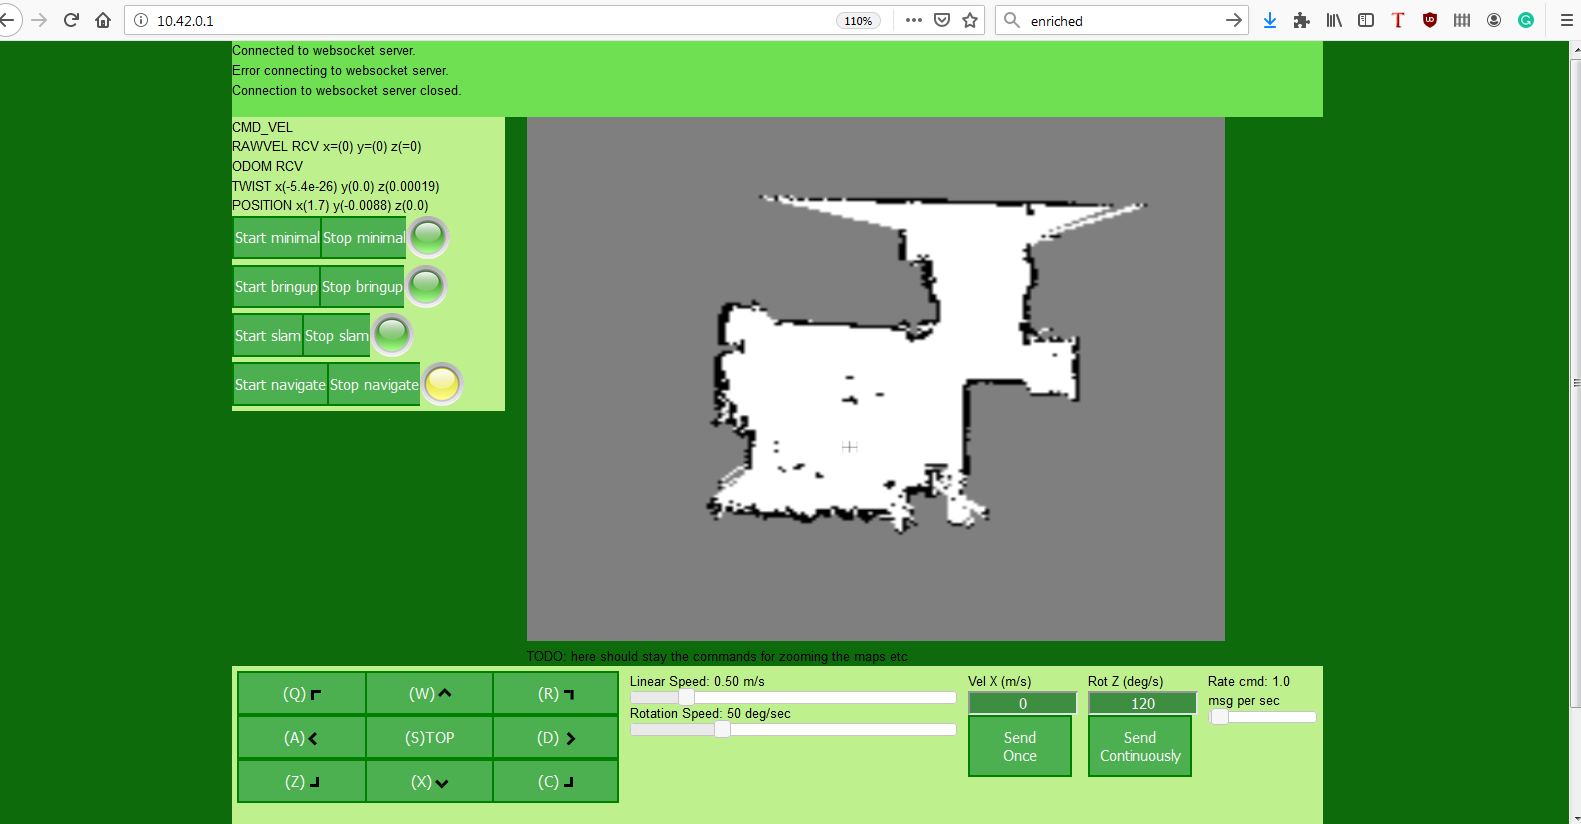 10.42.0.1
110%
enriched
Connected to websocket server.
Error connecting to websocket server.
Connection to websocket server closed.
CMD_VEL
RAWVEL RCV x=(0) y=(0) z(=0)
ODOM RCV
TWIST x(-5.4e-26) y(0.0) z(0.00019)
POSITION x(1.7) y(-0.0088) z(0.0)
Start minimal Stop minimal
Start bringup Stop bringup
Start slam Stop slam
Start navigate Stop navigate
TODO: here should stay the commands for zooming the maps etc
(Q) (W) (R)
(A) (S)TOP (D)
(Z) (X) (C)
Linear Speed: 0.50 m/s
Rotation Speed: 50 deg/sec
Vel X (m/s)
0
Send
Once
Rot Z (deg/s)
120
Send
Continuously
Rate cmd: 1.0
msg per sec